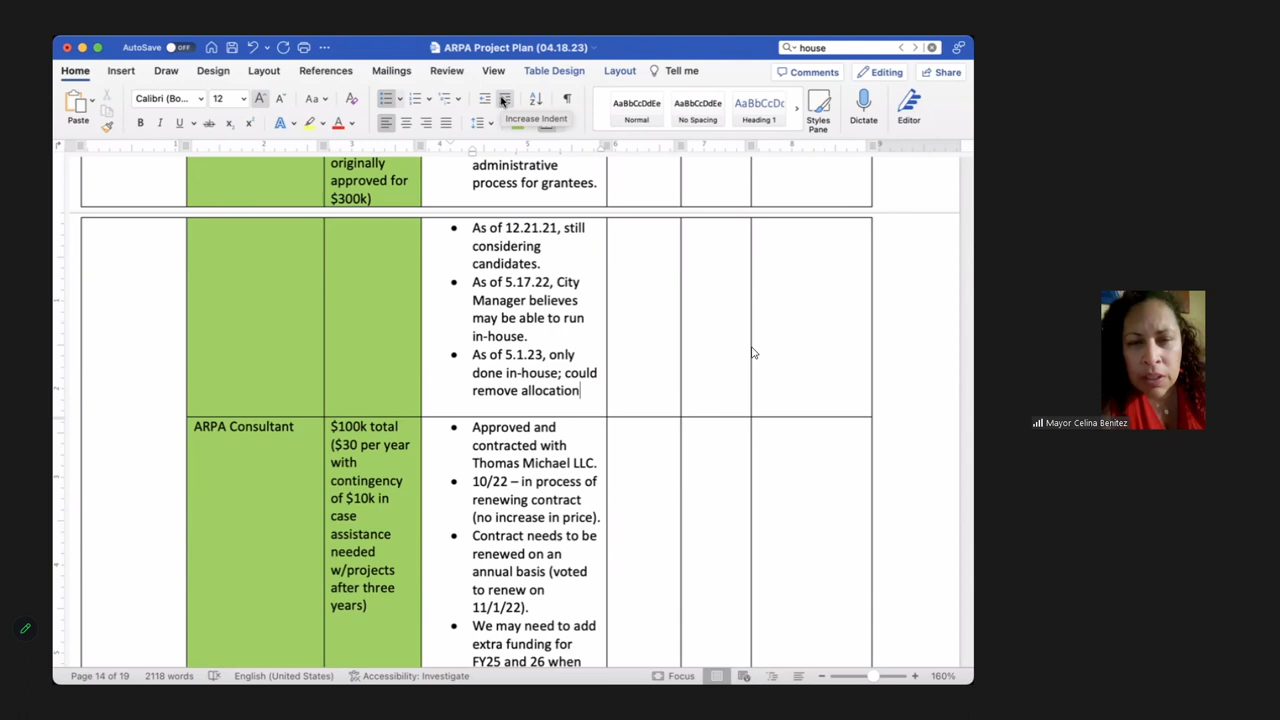 AutoSave OFF
ARPA Project Plan (04.18.23)
house
Home Insert Draw Design Layout References Mailings Review View Table Design Layout Tell me
Comments Editing Share
Paste
Calibri (Bo... 12
Increase Indent
AaBbCcDdEe
Normal
AaBbCcDdEe
No Spacing
AaBbCcDc
Heading 1
Styles
Pane
Dictate
Editor
originally
approved for
$300k)
administrative
process for grantees.
• As of 12.21.21, still
considering
candidates.
• As of 5.17.22, City
Manager believes
may be able to run
in-house.
• As of 5.1.23, only
done in-house; could
remove allocation
ARPA Consultant
$100k total
($30 per year
with
contingency
of $10k in
case
assistance
needed
w/projects
after three
years)
• Approved and
contracted with
Thomas Michael LLC.
• 10/22 – in process of
renewing contract
(no increase in price).
• Contract needs to be
renewed on an
annual basis (voted
to renew on
11/1/22).
• We may need to add
extra funding for
FY25 and 26 when
Page 14 of 19 2118 words English (United States) Accessibility: Investigate Focus 160%
Mayor Celina Benitez